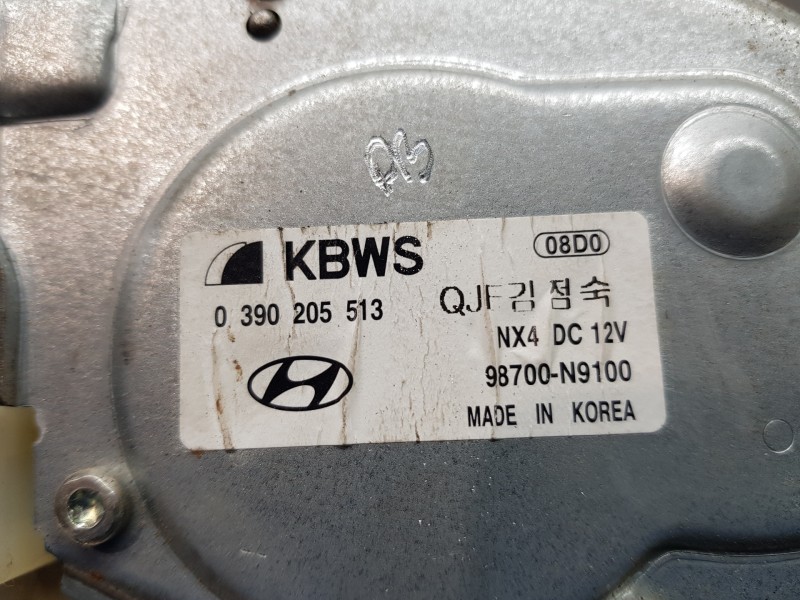 KBWS
08D0
0 390 205 513
QJF김점숙
NX4 DC 12V
98700-N9100
MADE IN KOREA